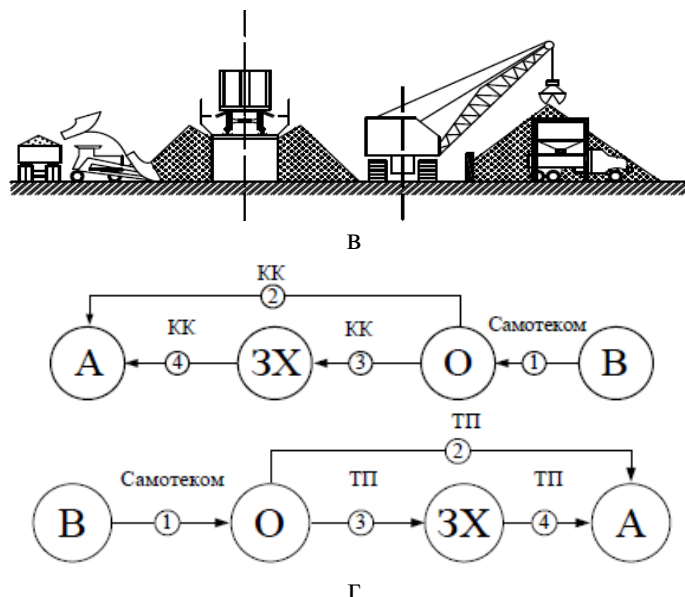 в
КК
2
КК КК Самотеком
А 4 ЗХ 3 О 1 В
ТП
2
Самотеком ТП ТП
В 1 О 3 ЗХ 4 А
г